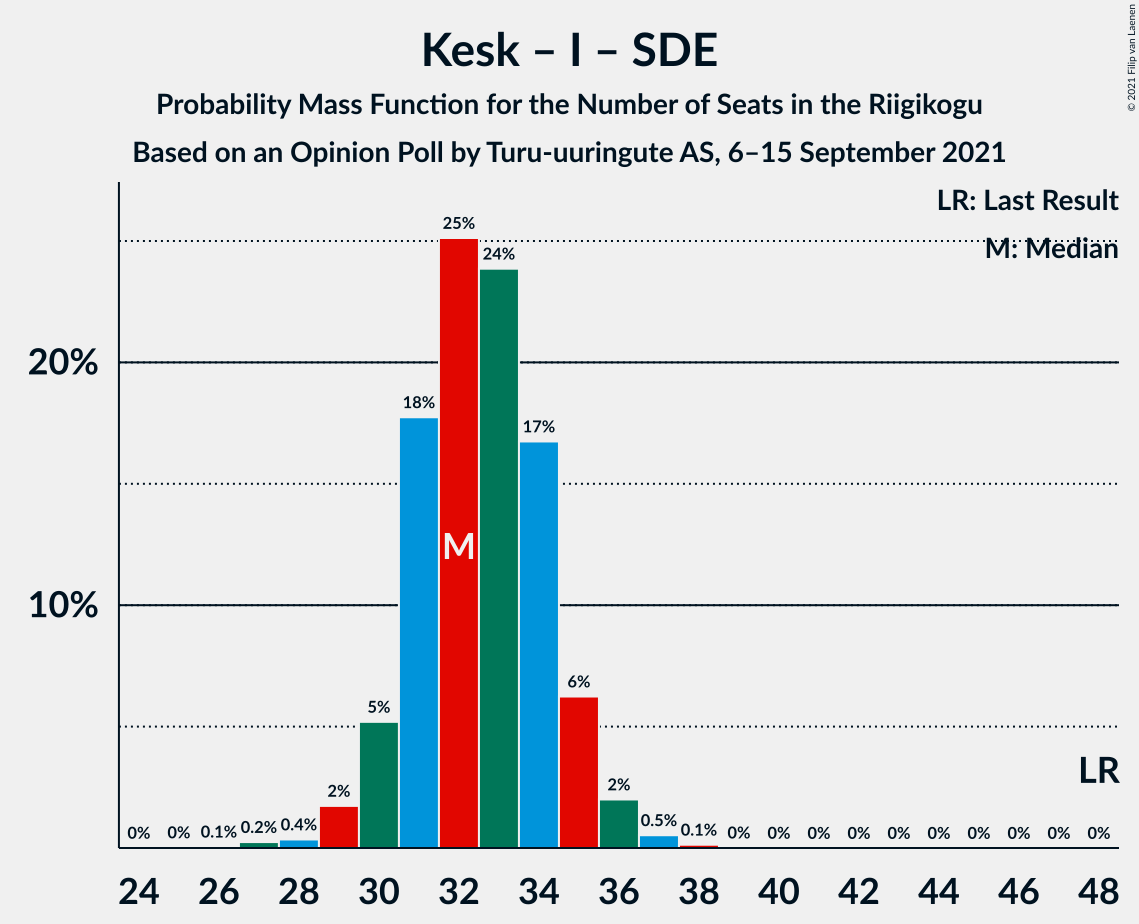 Kesk – I – SDE
Probability Mass Function for the Number of Seats in the Riigikogu
Based on an Opinion Poll by Turu-uuringute AS, 6–15 September 2021
© 2021 Filip van Laenen
LR: Last Result
M: Median
20%
10%
0% 0% 0.1% 0.2% 0.4% 2% 5% 18% 25% 24% 17% 6% 2% 0.5% 0.1% 0% 0% 0% 0% 0% 0% 0% 0% 0% 0%
M
LR
24 26 28 30 32 34 36 38 40 42 44 46 48